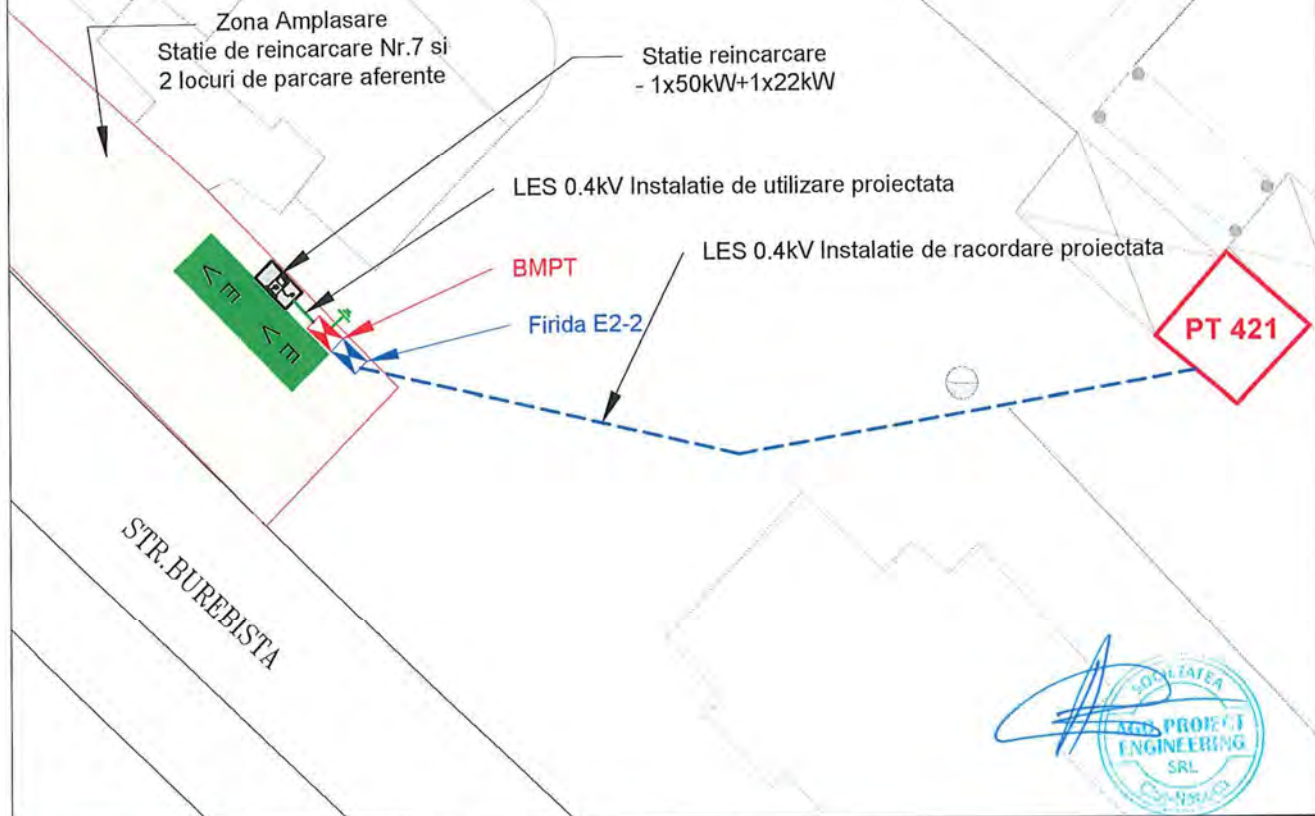 Zona Amplasare
Statie de reincarcare Nr.7 si
2 locuri de parcare aferente
Statie reincarcare
- 1x50kW+1x22kW
LES 0.4kV Instalatie de utilizare proiectata
LES 0.4kV Instalatie de racordare proiectata
BMPT
Firida E2-2
PT 421
STR.BUREBISTA
SOCIETATEA
PROIECT
ENGINEERING
SRL